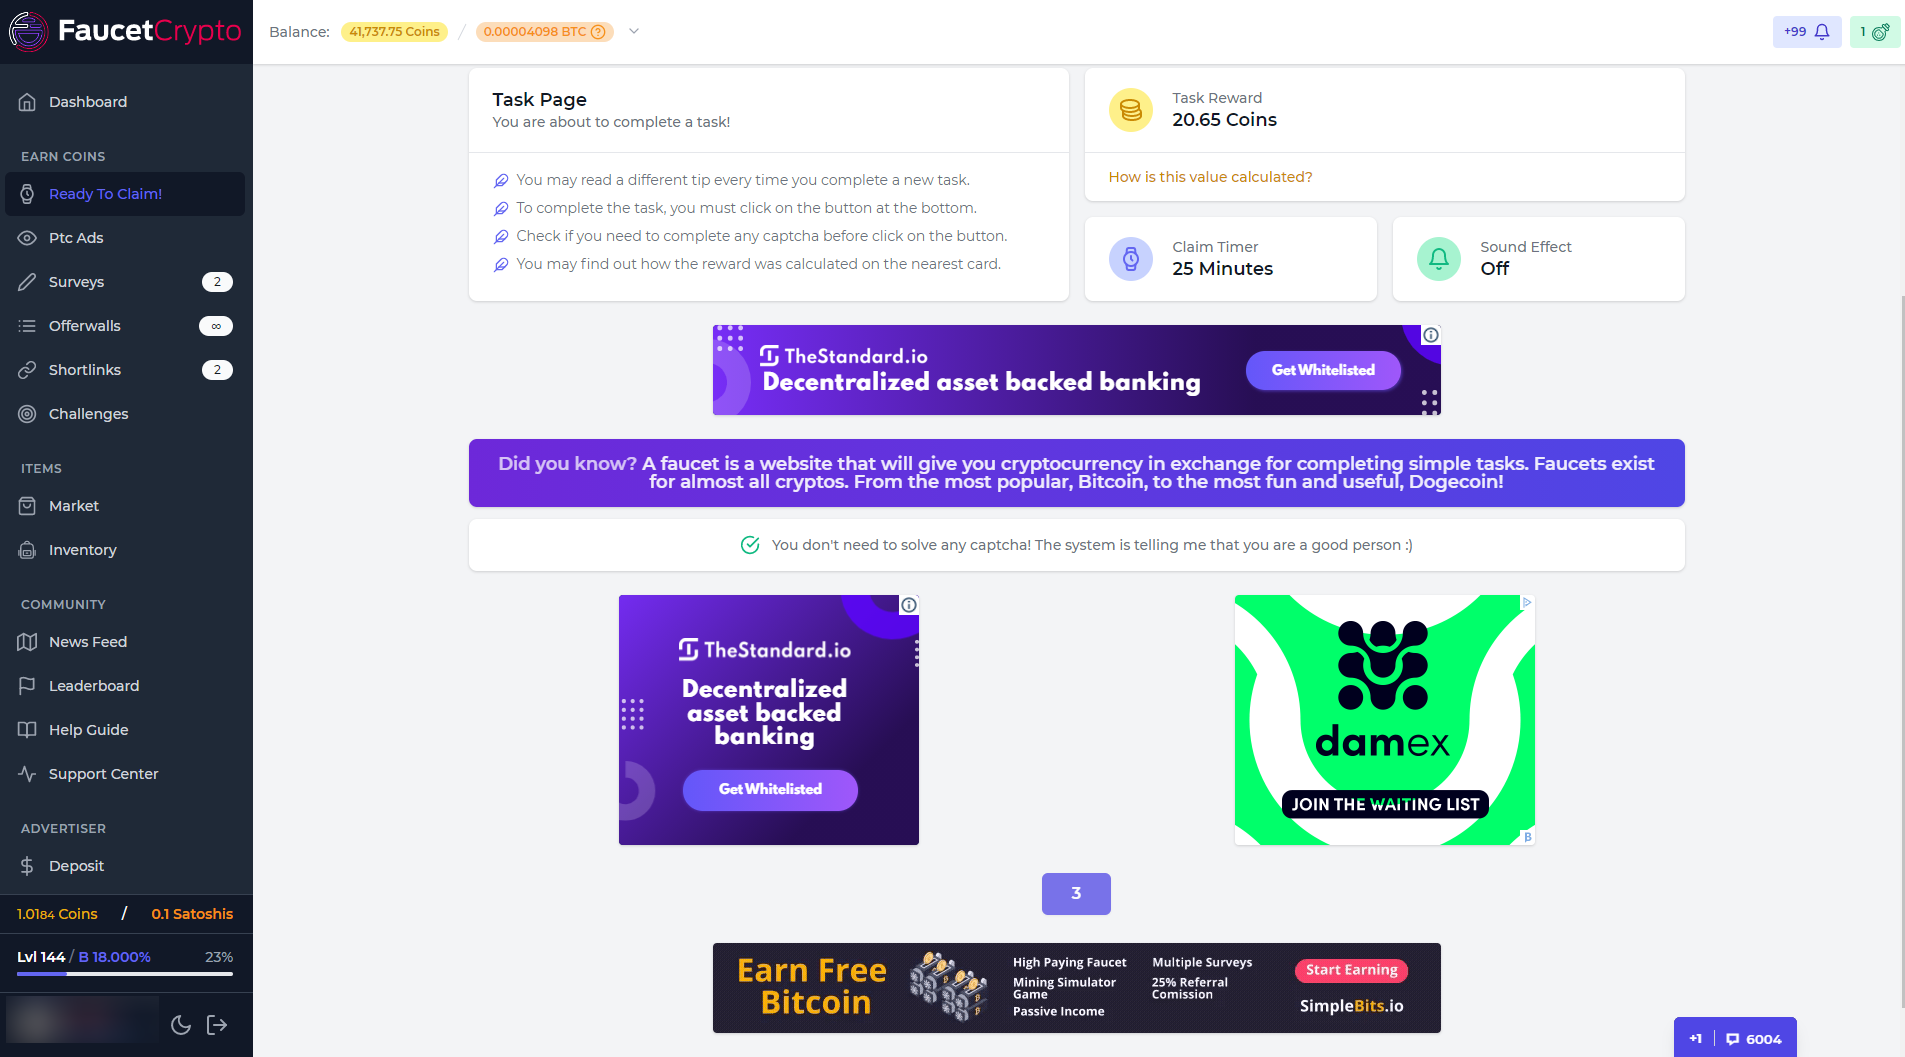 FaucetCrypto
Balance: 41,737.75 Coins / 0.00004098 BTC
+99
1
Dashboard
EARN COINS
Ready To Claim!
Ptc Ads
Surveys 2
Offerwalls ∞
Shortlinks 2
Challenges
ITEMS
Market
Inventory
COMMUNITY
News Feed
Leaderboard
Help Guide
Support Center
ADVERTISER
Deposit
1.0184 Coins / 0.1 Satoshis
Lvl 144 / B 18.000% 23%
Task Page
You are about to complete a task!
You may read a different tip every time you complete a new task.
To complete the task, you must click on the button at the bottom.
Check if you need to complete any captcha before click on the button.
You may find out how the reward was calculated on the nearest card.
Task Reward
20.65 Coins
How is this value calculated?
Claim Timer
25 Minutes
Sound Effect
Off
TheStandard.io
Decentralized asset backed banking
Get Whitelisted
Did you know? A faucet is a website that will give you cryptocurrency in exchange for completing simple tasks. Faucets exist
for almost all cryptos. From the most popular, Bitcoin, to the most fun and useful, Dogecoin!
You don't need to solve any captcha! The system is telling me that you are a good person :)
TheStandard.io
Decentralized
asset backed
banking
Get Whitelisted
damex
JOIN THE WAITING LIST
3
Earn Free
Bitcoin
High Paying Faucet
Mining Simulator
Game
Passive Income
Multiple Surveys
25% Referral
Comission
Start Earning
SimpleBits.io
+1 6004